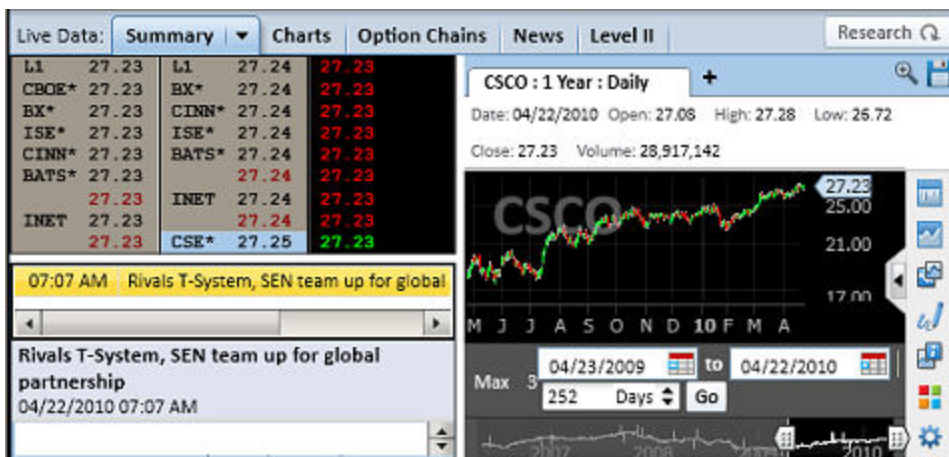 Live Data: Summary Charts Option Chains News Level II Research
L1 27.23 L1 27.24 27.23
CBOE* 27.23 BX* 27.24 27.23
BX* 27.23 CINN* 27.24 27.23
ISE* 27.23 ISE* 27.24 27.23
CINN* 27.23 BATS* 27.24 27.23
BATS* 27.23 27.24 27.23
27.23 INET 27.24 27.23
INET 27.23 27.24 27.23
27.23 CSE* 27.25 27.23
07:07 AM Rivals T-System, SEN team up for global
Rivals T-System, SEN team up for global
partnership
04/22/2010 07:07 AM
CSCO : 1 Year : Daily +
Date: 04/22/2010 Open: 27.08 High: 27.28 Low: 26.72
Close: 27.23 Volume: 28,917,142
CSCO
27.23
25.00
21.00
17.00
M J J A S O N D 10 F M A
Max 3 04/23/2009 to 04/22/2010
252 Days Go
2007 2008 2010